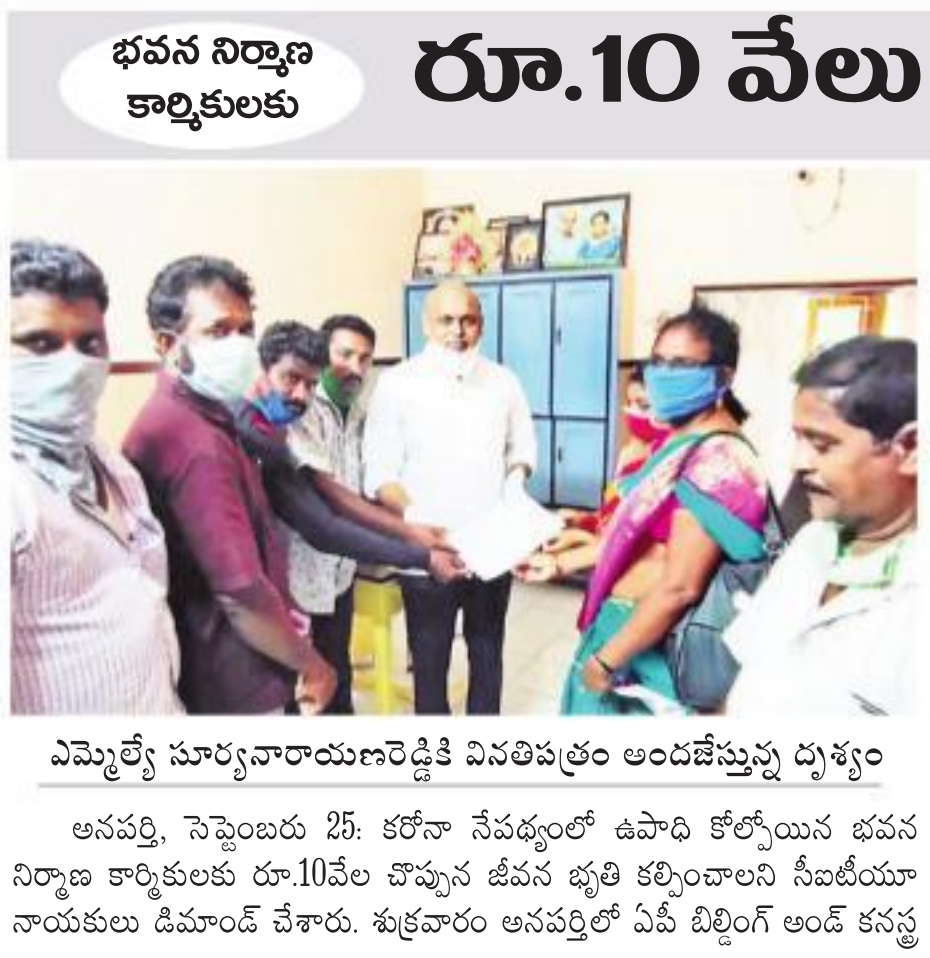 భవన నిర్మాణ
కార్మికులకు
రూ.10 వేలు
ఎమ్మెల్యే సూర్యనారాయణరెడ్డికి వినతిపత్రం అందజేస్తున్న దృశ్యం
అనపర్తి, సెప్టెంబరు 25: కరోనా నేపథ్యంలో ఉపాధి కోల్పోయిన భవన
నిర్మాణ కార్మికులకు రూ.10వేల చొప్పున జీవన భృతి కల్పించాలని సీఐటీయూ
నాయకులు డిమాండ్ చేశారు. శుక్రవారం అనపర్తిలో ఏపీ బిల్డింగ్ అండ్ కనస్ట్ర